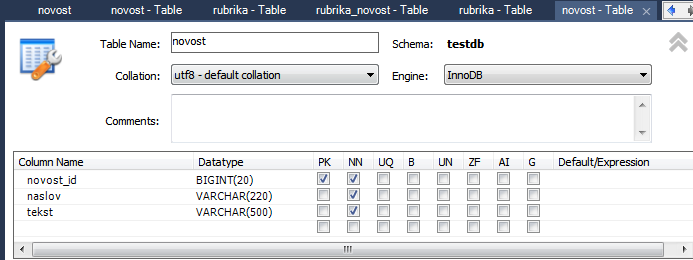 novost novost - Table rubrika - Table rubrika_novost - Table rubrika - Table novost - Table
Table Name: novost Schema: testdb
Collation: utf8 - default collation Engine: InnoDB
Comments:
Column Name Datatype PK NN UQ B UN ZF AI G Default/Expression
novost_id BIGINT(20)
naslov VARCHAR(220)
tekst VARCHAR(500)